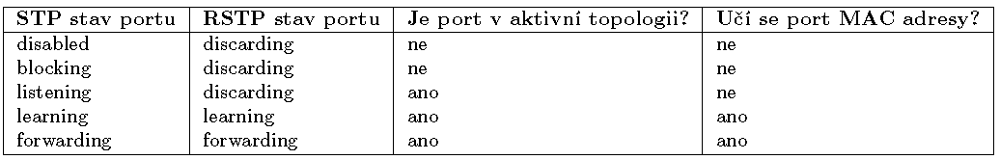 STP stav portu RSTP stav portu Je port v aktivní topologii? Učí se port MAC adresy?
disabled discarding ne ne
blocking discarding ne ne
listening discarding ano ne
learning learning ano ano
forwarding forwarding ano ano